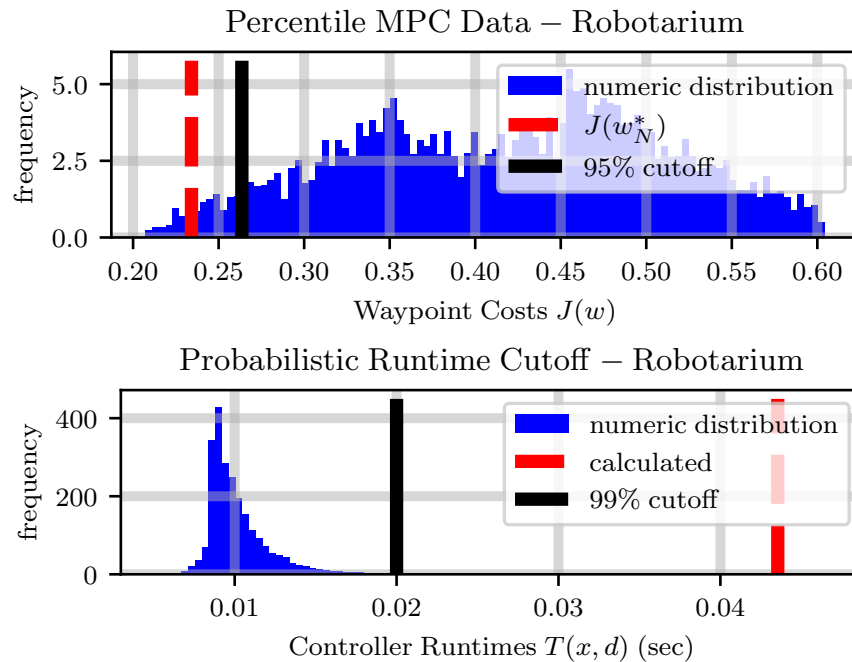 Percentile MPC Data – Robotarium
frequency
5.0
2.5
0.0
numeric distribution
J(w*_N)
95% cutoff
0.20 0.25 0.30 0.35 0.40 0.45 0.50 0.55 0.60
Waypoint Costs J(w)
Probabilistic Runtime Cutoff – Robotarium
frequency
400
200
0
numeric distribution
calculated
99% cutoff
0.01 0.02 0.03 0.04
Controller Runtimes T(x, d) (sec)